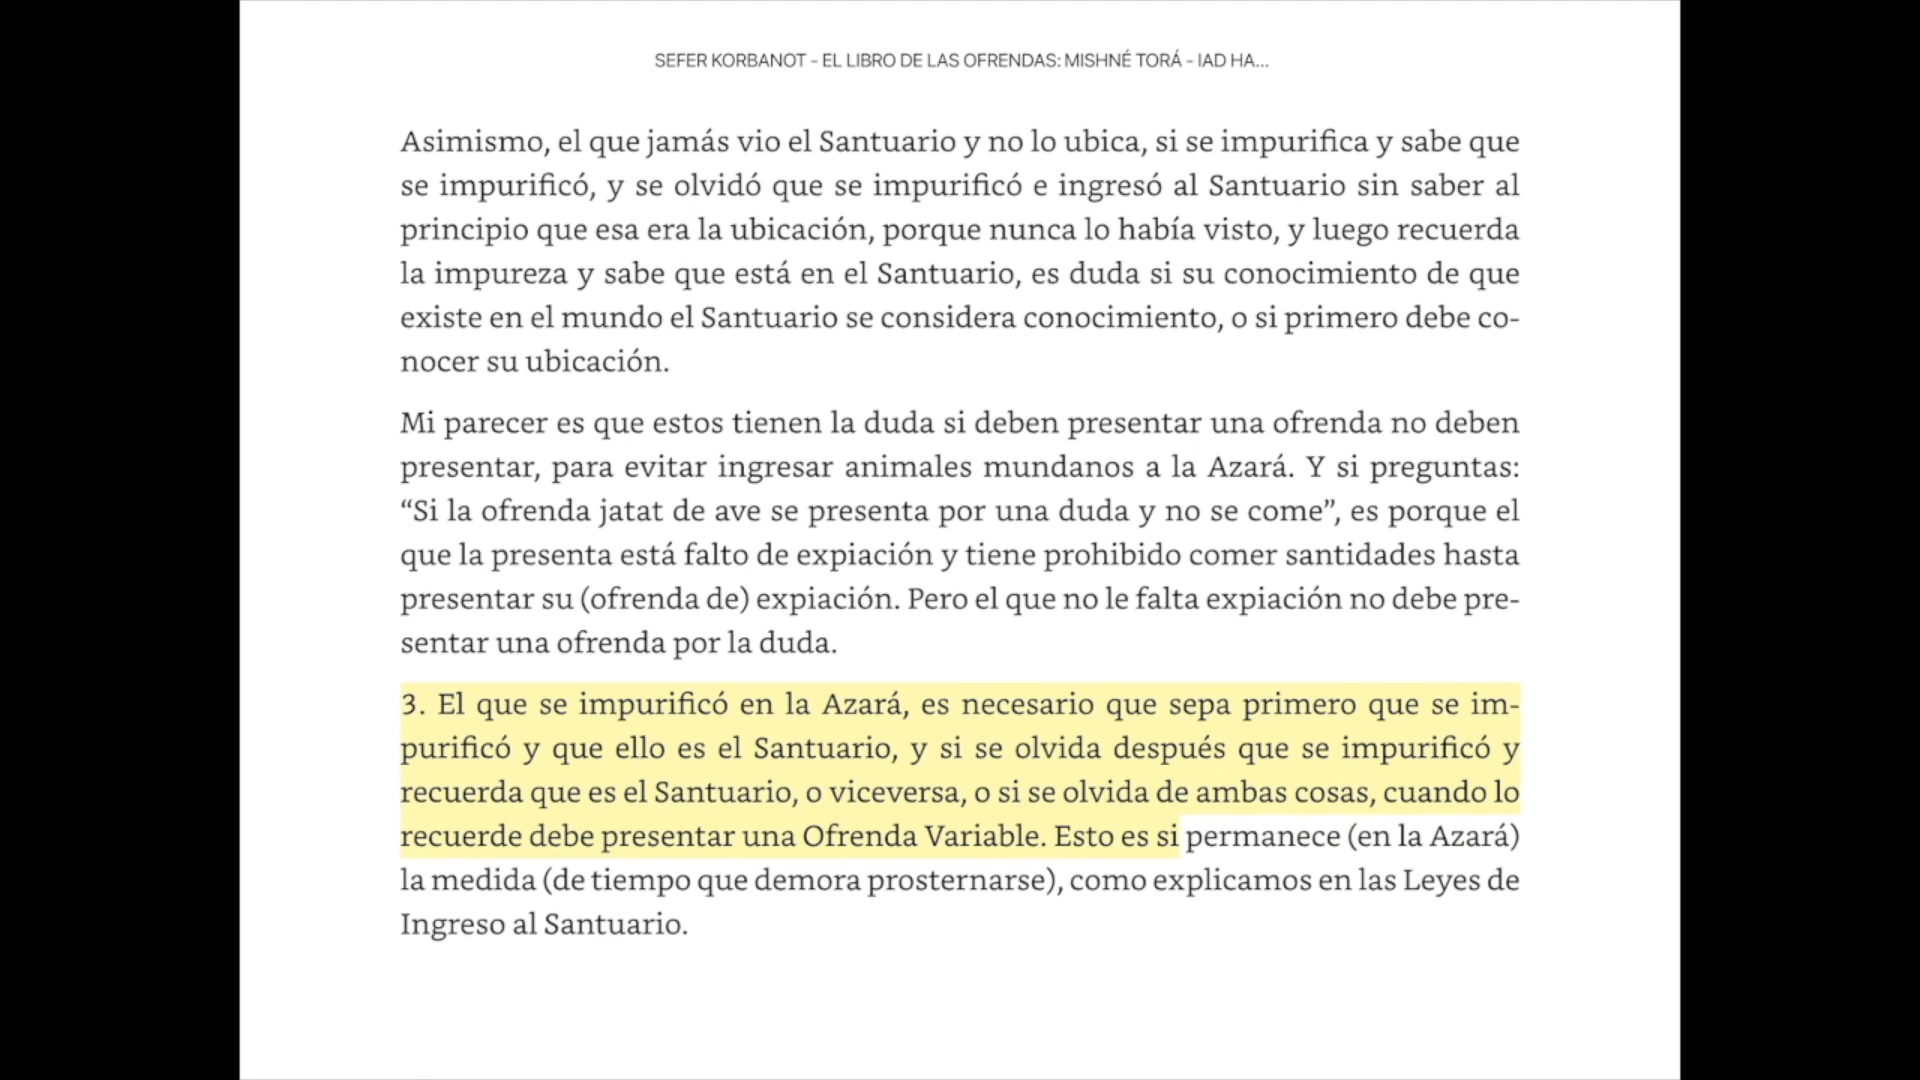 SEFER KORBANOT - EL LIBRO DE LAS OFRENDAS: MISHNÉ TORÁ - IAD HA...
Asimismo, el que jamás vio el Santuario y no lo ubica, si se impurifica y sabe que
se impurificó, y se olvidó que se impurificó e ingresó al Santuario sin saber al
principio que esa era la ubicación, porque nunca lo había visto, y luego recuerda
la impureza y sabe que está en el Santuario, es duda si su conocimiento de que
existe en el mundo el Santuario se considera conocimiento, o si primero debe co-
nocer su ubicación.
Mi parecer es que estos tienen la duda si deben presentar una ofrenda no deben
presentar, para evitar ingresar animales mundanos a la Azará. Y si preguntas:
“Si la ofrenda jatat de ave se presenta por una duda y no se come”, es porque el
que la presenta está falto de expiación y tiene prohibido comer santidades hasta
presentar su (ofrenda de) expiación. Pero el que no le falta expiación no debe pre-
sentar una ofrenda por la duda.
3. El que se impurificó en la Azará, es necesario que sepa primero que se im-
purificó y que ello es el Santuario, y si se olvida después que se impurificó y
recuerda que es el Santuario, o viceversa, o si se olvida de ambas cosas, cuando lo
recuerde debe presentar una Ofrenda Variable. Esto es si permanece (en la Azará)
la medida (de tiempo que demora prosternarse), como explicamos en las Leyes de
Ingreso al Santuario.